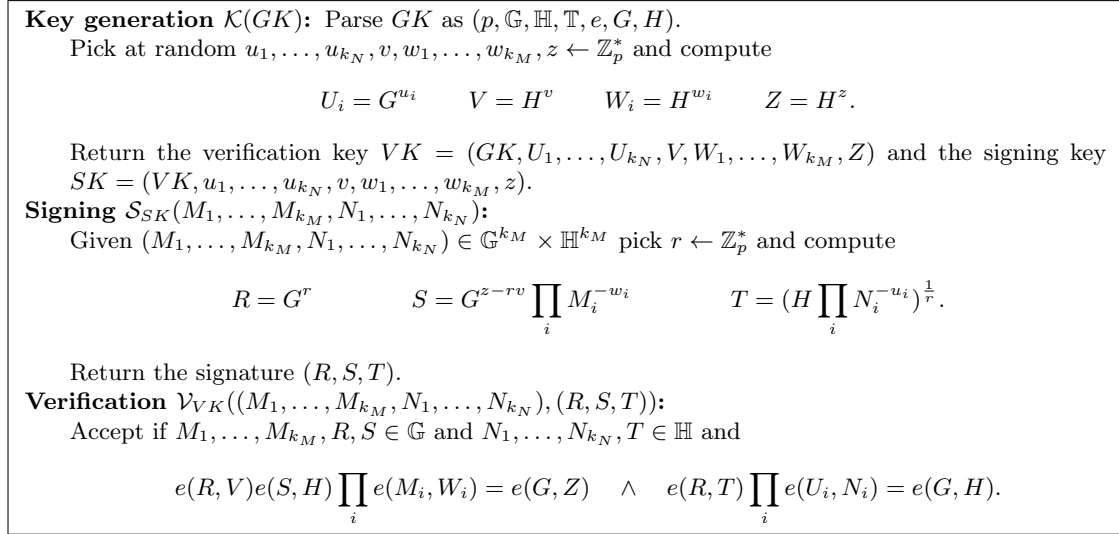 Key generation 𝒦(GK): Parse GK as (p, 𝔾, ℍ, 𝕋, e, G, H).
Pick at random u_1, . . . , u_{k_N}, v, w_1, . . . , w_{k_M}, z ← ℤ_p^* and compute
U_i = G^{u_i} V = H^v W_i = H^{w_i} Z = H^z.
Return the verification key VK = (GK, U_1, . . . , U_{k_N}, V, W_1, . . . , W_{k_M}, Z) and the signing key
SK = (VK, u_1, . . . , u_{k_N}, v, w_1, . . . , w_{k_M}, z).
Signing 𝒮_{SK}(M_1, . . . , M_{k_M}, N_1, . . . , N_{k_N}):
Given (M_1, . . . , M_{k_M}, N_1, . . . , N_{k_N}) ∈ 𝔾^{k_M} × ℍ^{k_M} pick r ← ℤ_p^* and compute
R = G^r S = G^{z−rv} ∏_i M_i^{−w_i} T = (H ∏_i N_i^{−u_i})^{1/r}.
Return the signature (R, S, T).
Verification 𝒱_{VK}((M_1, . . . , M_{k_M}, N_1, . . . , N_{k_N}), (R, S, T)):
Accept if M_1, . . . , M_{k_M}, R, S ∈ 𝔾 and N_1, . . . , N_{k_N}, T ∈ ℍ and
e(R, V)e(S, H) ∏_i e(M_i, W_i) = e(G, Z) ∧ e(R, T) ∏_i e(U_i, N_i) = e(G, H).